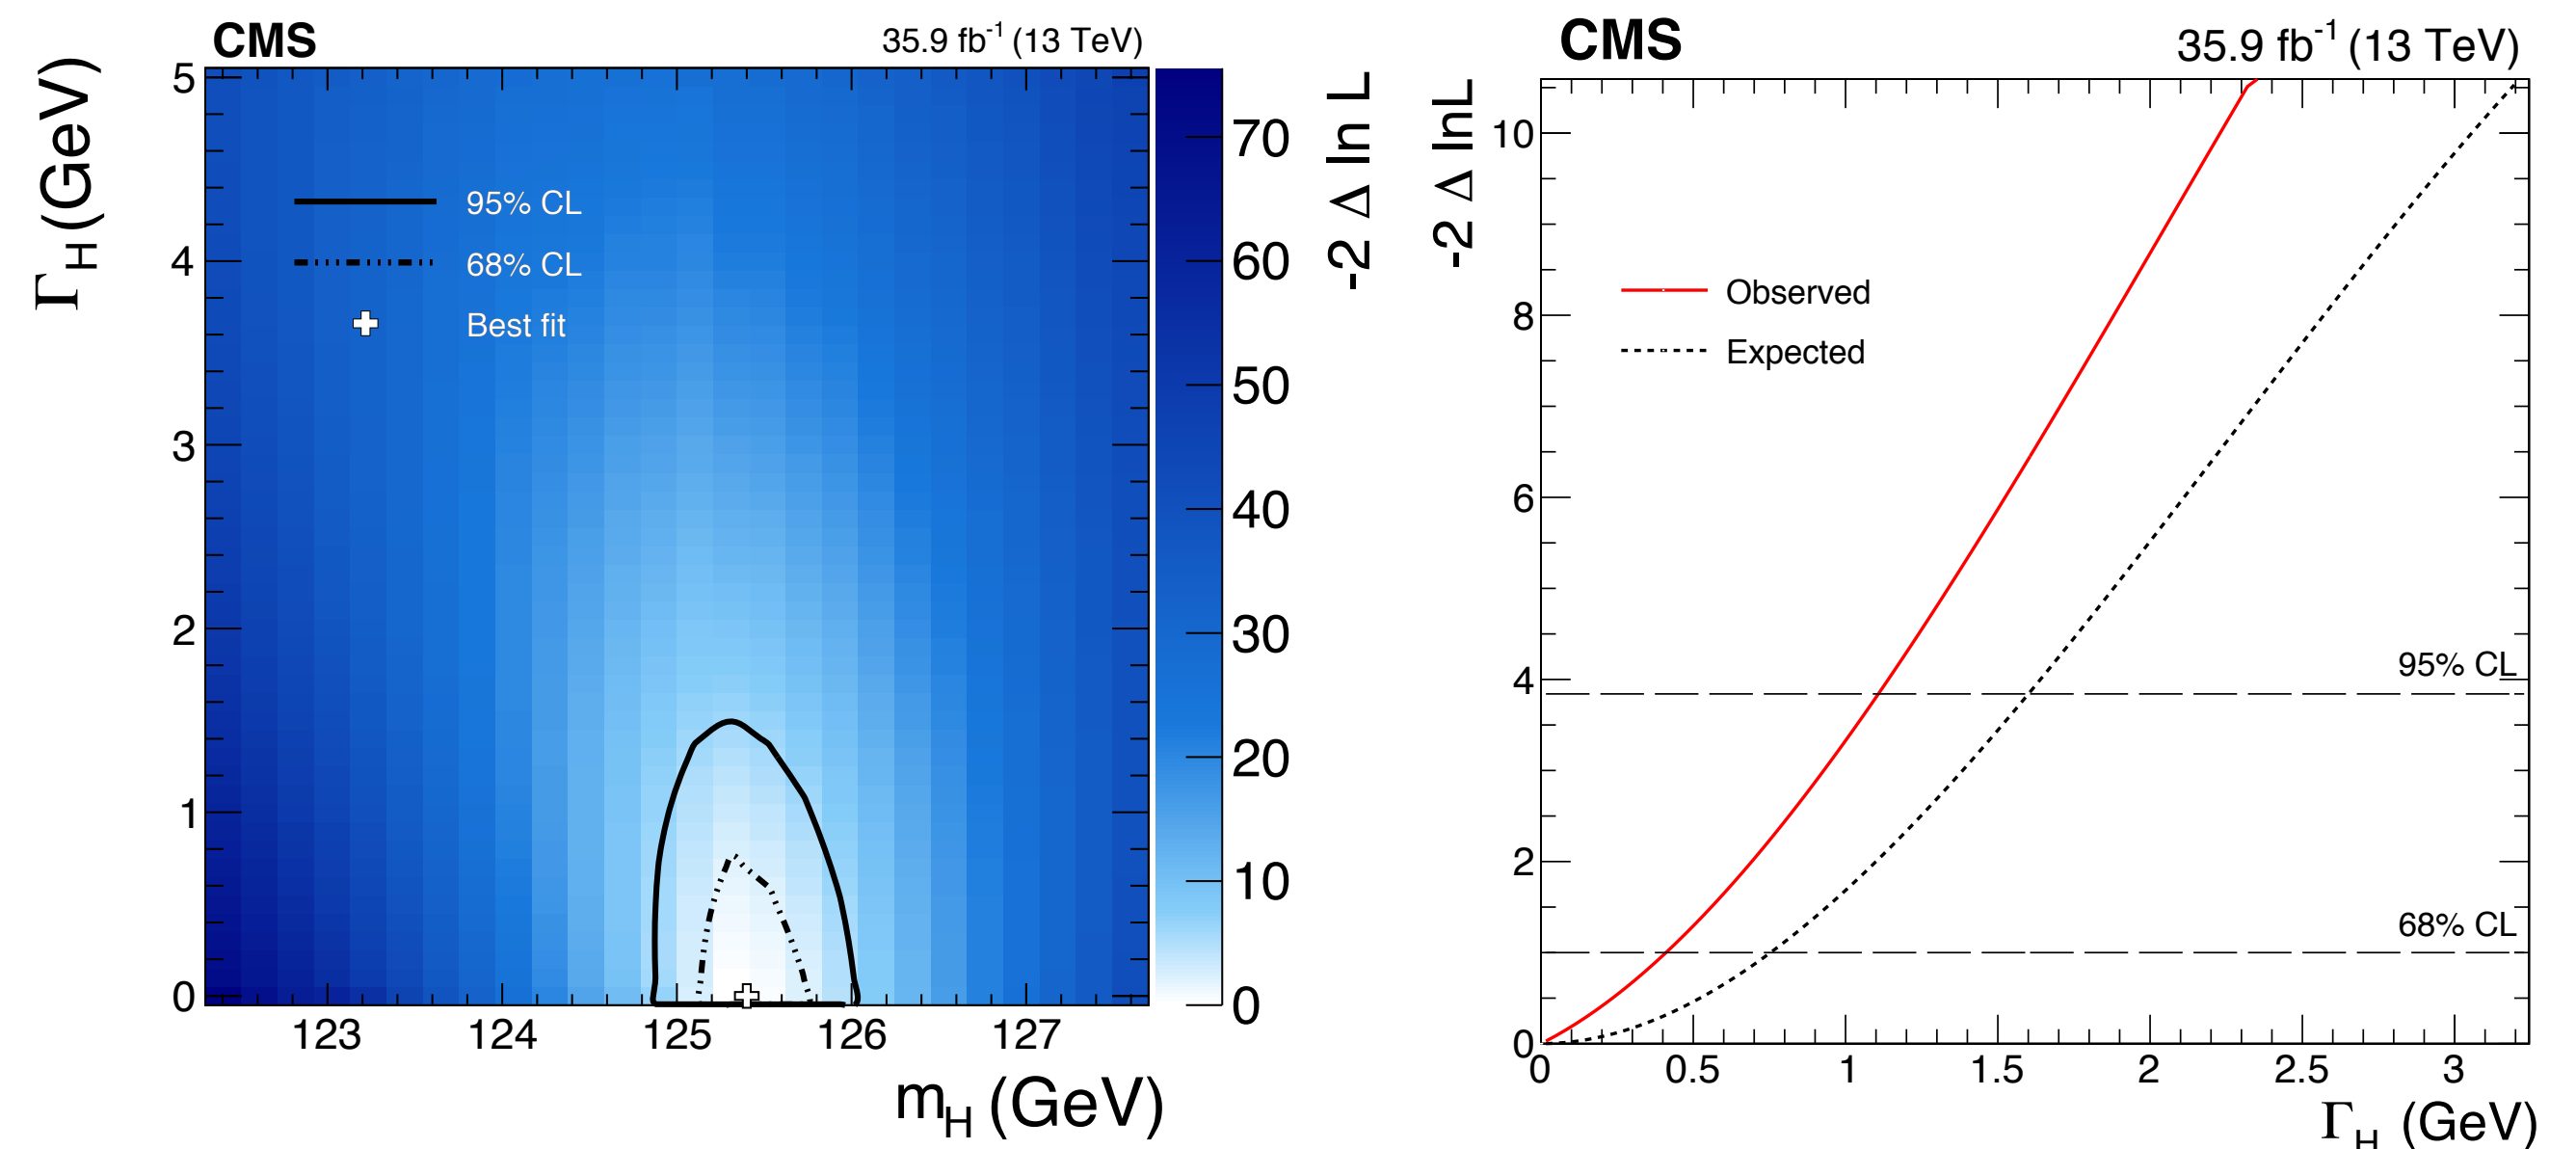 CMS
35.9 fb⁻¹ (13 TeV)
Γ_H (GeV)
5
4
3
2
1
0
95% CL
68% CL
Best fit
123
124
125
126
127
m_H (GeV)
70
60
50
40
30
20
10
0
-2 Δ ln L
CMS
35.9 fb⁻¹ (13 TeV)
-2 Δ lnL
10
8
6
4
2
0
Observed
Expected
95% CL
68% CL
0
0.5
1
1.5
2
2.5
3
Γ_H (GeV)